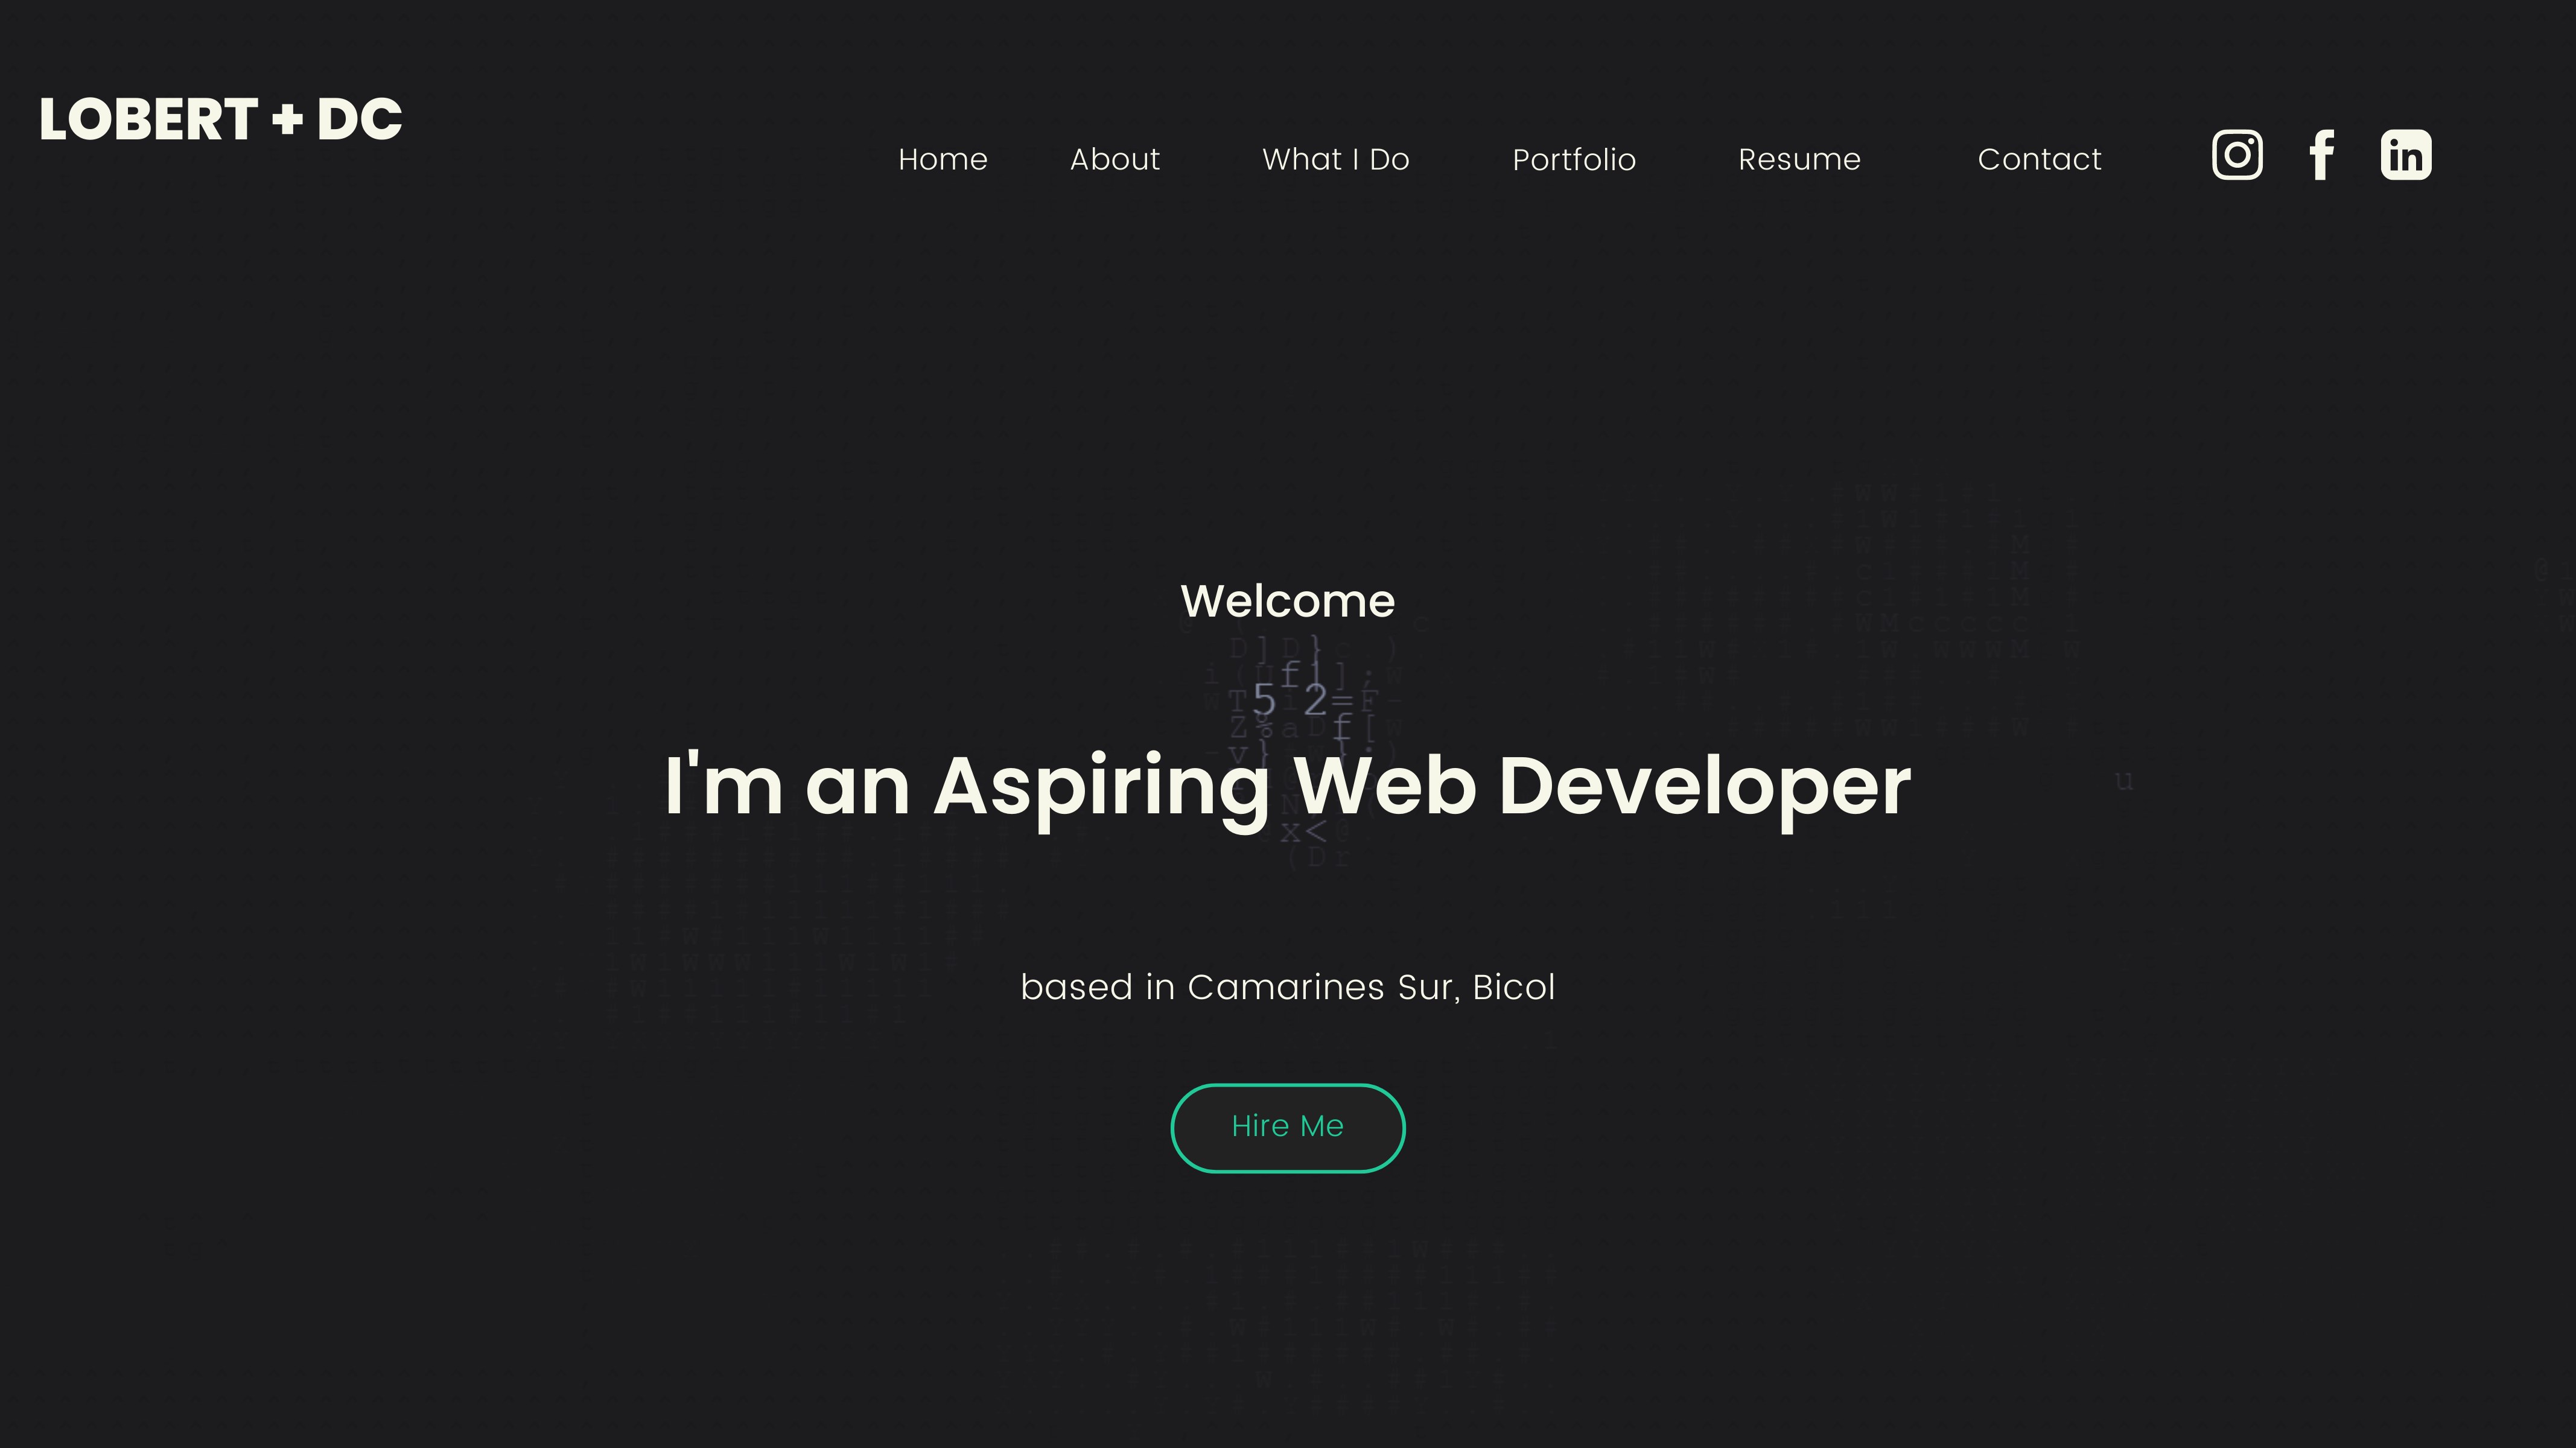 LOBERT + DC
Home About What I Do Portfolio Resume Contact
Welcome
I'm an Aspiring Web Developer
based in Camarines Sur, Bicol
Hire Me